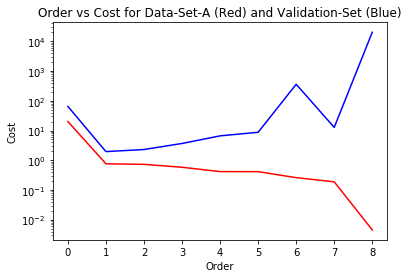 Order vs Cost for Data-Set-A (Red) and Validation-Set (Blue)
10⁴
10³
10²
10¹
10⁰
10⁻¹
10⁻²
Cost
0 1 2 3 4 5 6 7 8
Order